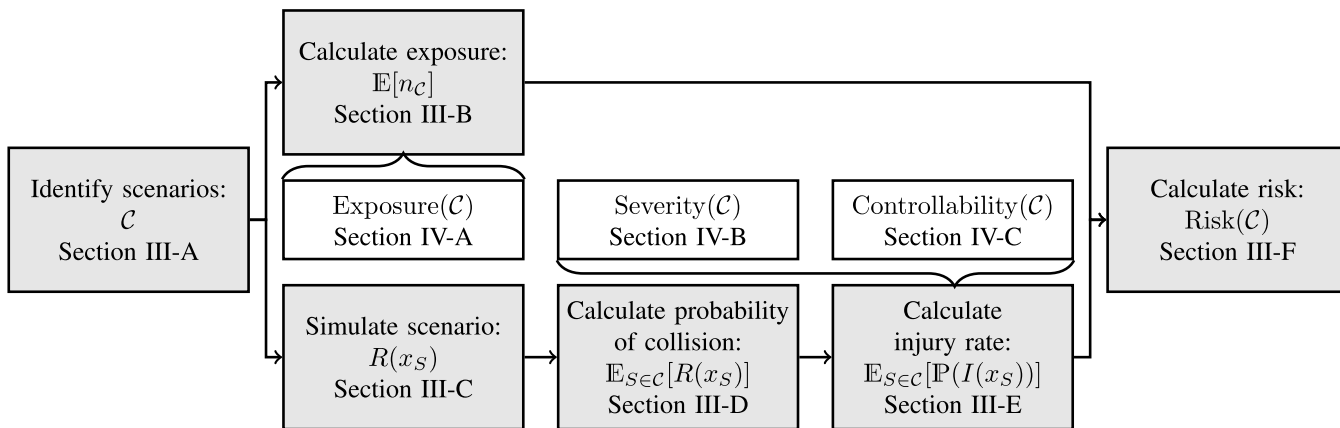 Calculate exposure:
𝔼[n_𝒞]
Section III-B
Identify scenarios:
𝒞
Section III-A
Exposure(𝒞)
Section IV-A
Severity(𝒞)
Section IV-B
Controllability(𝒞)
Section IV-C
Calculate risk:
Risk(𝒞)
Section III-F
Simulate scenario:
R(x_S)
Section III-C
Calculate probability
of collision:
𝔼_{S∈𝒞}[R(x_S)]
Section III-D
Calculate
injury rate:
𝔼_{S∈𝒞}[ℙ(I(x_S))]
Section III-E